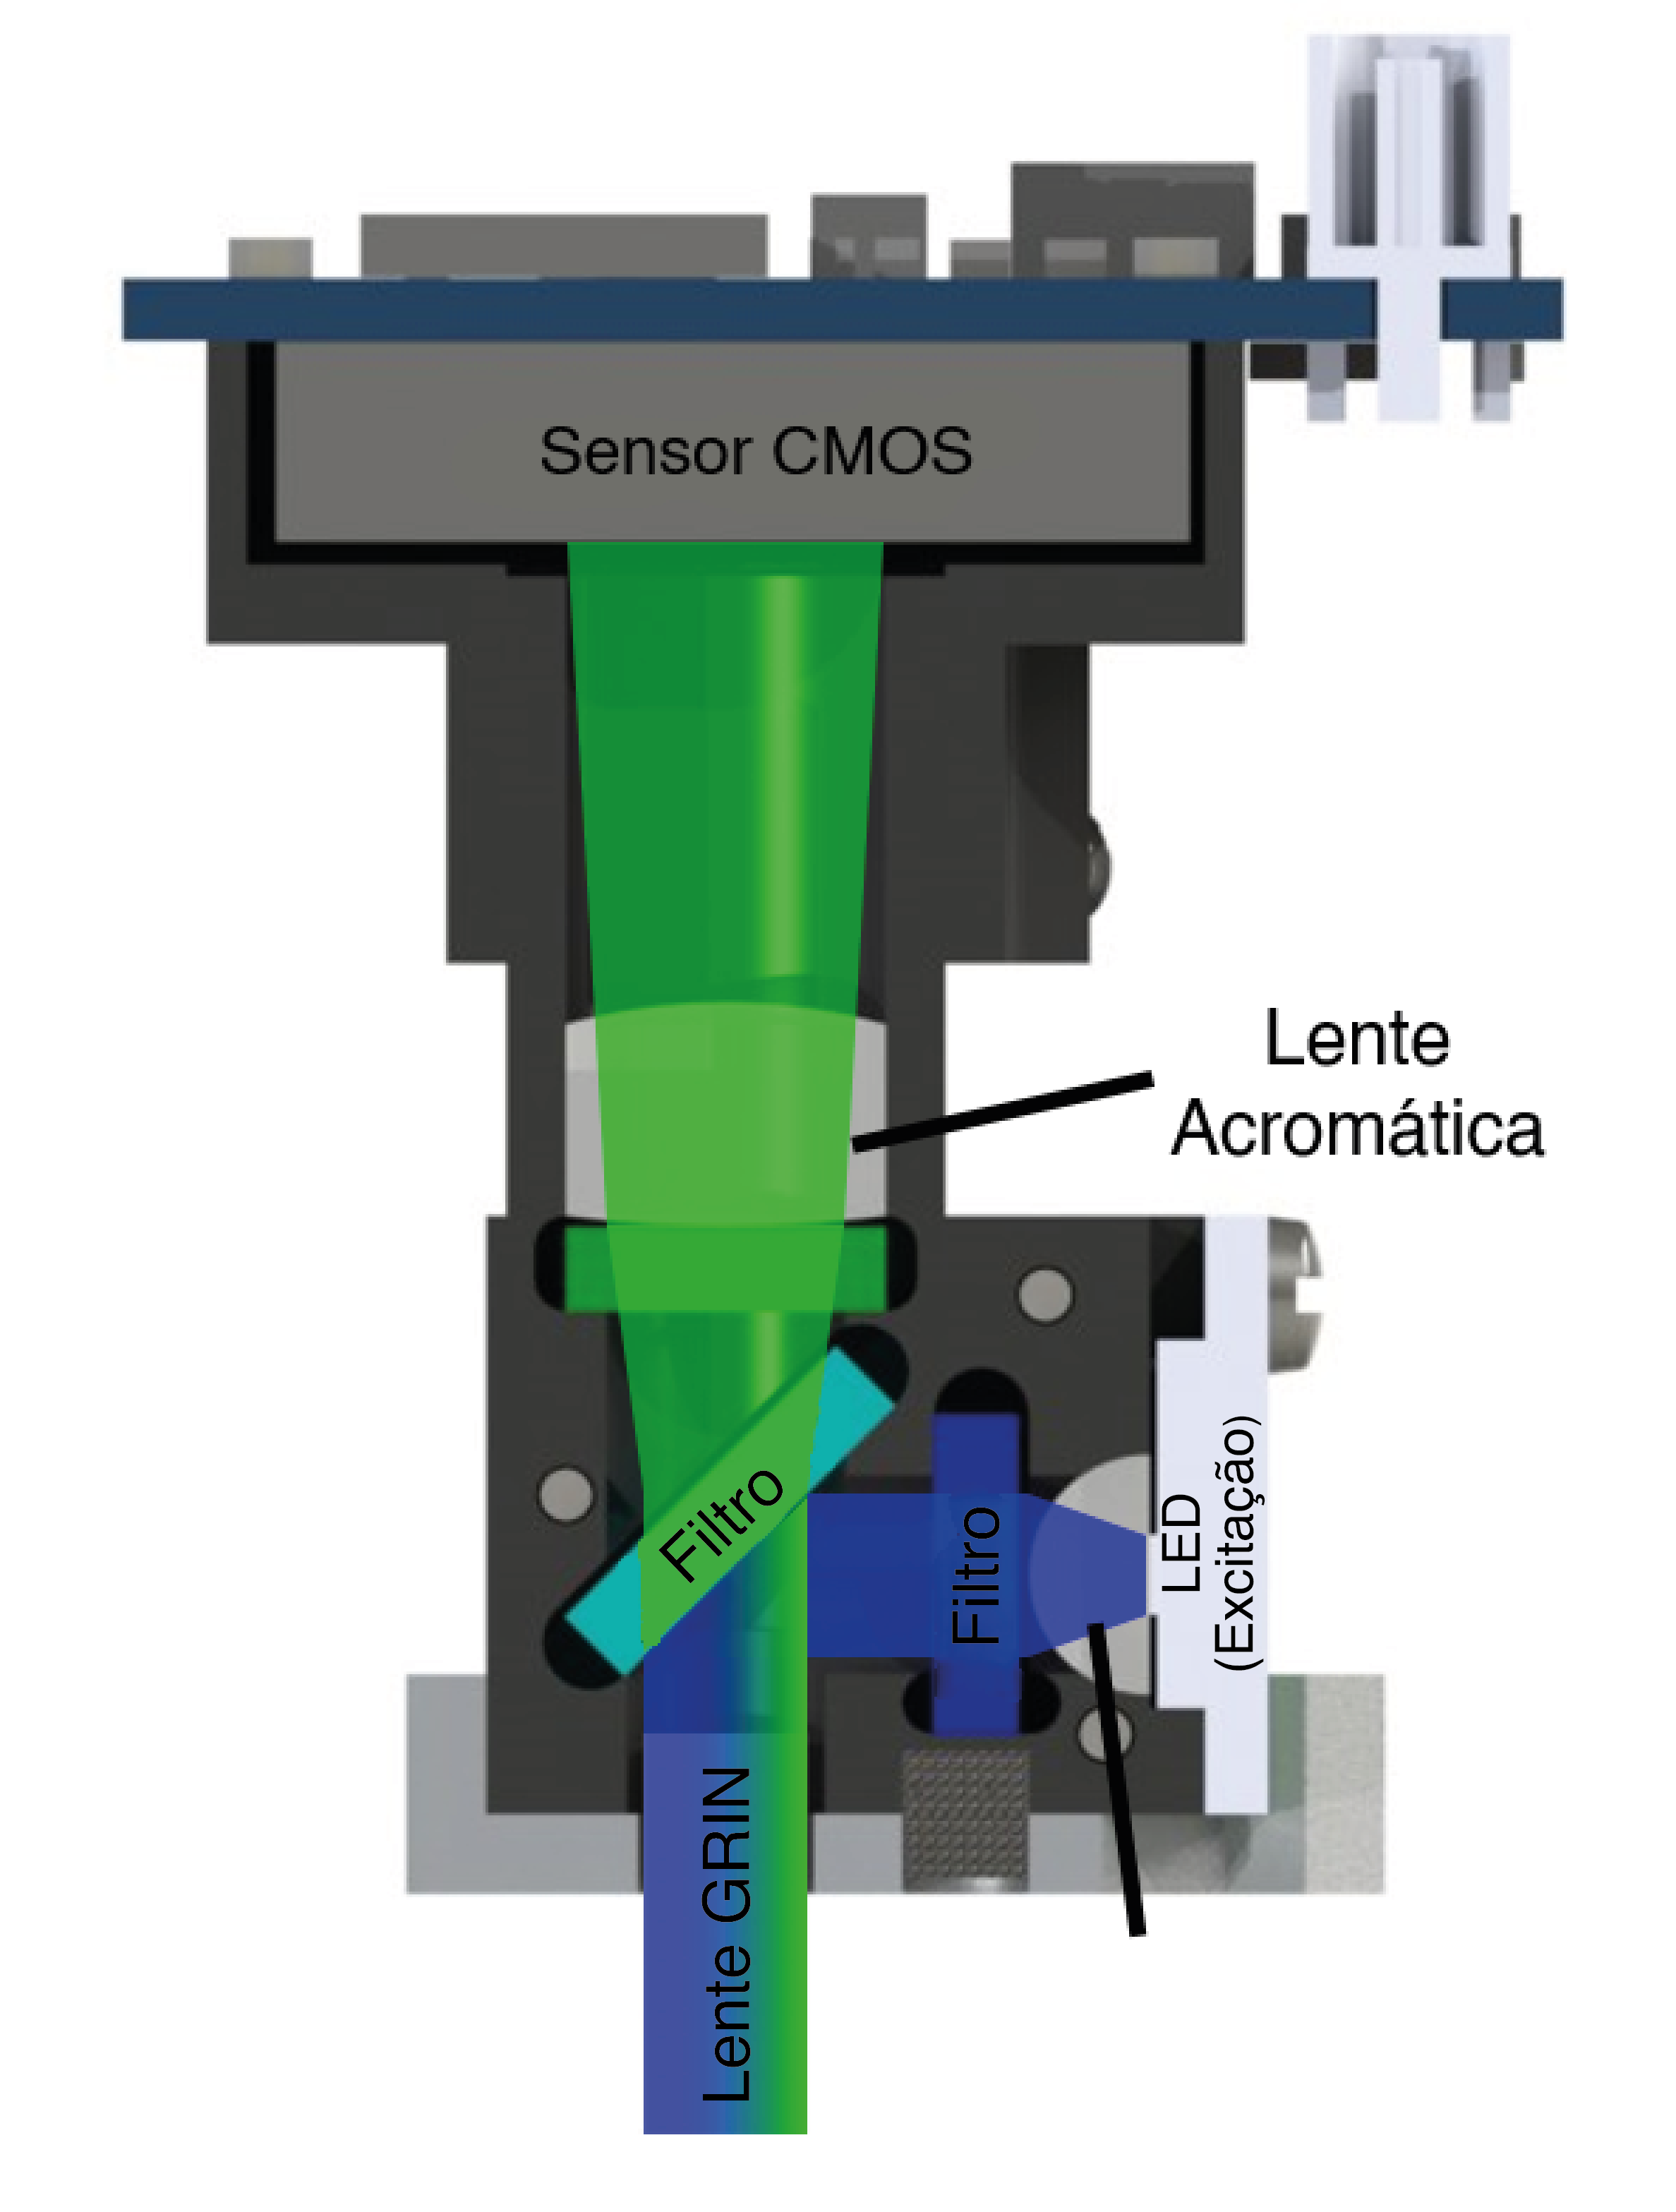 Sensor CMOS
Lente
Acromática
Filtro
Filtro
LED
(Excitação)
Lente GRIN